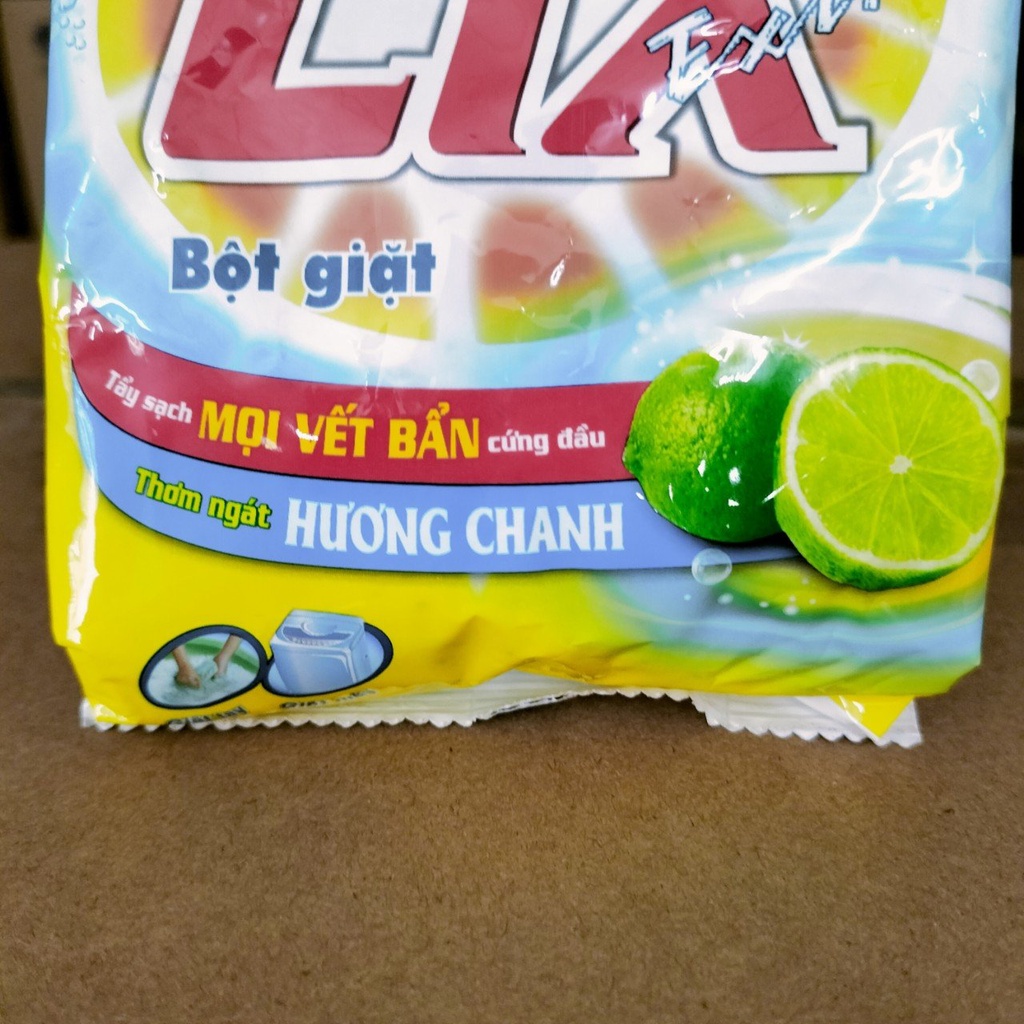 LIX
Extra
Bột giặt
Tẩy sạch MỌI VẾT BẨN cứng đầu
Thơm ngát HƯƠNG CHANH